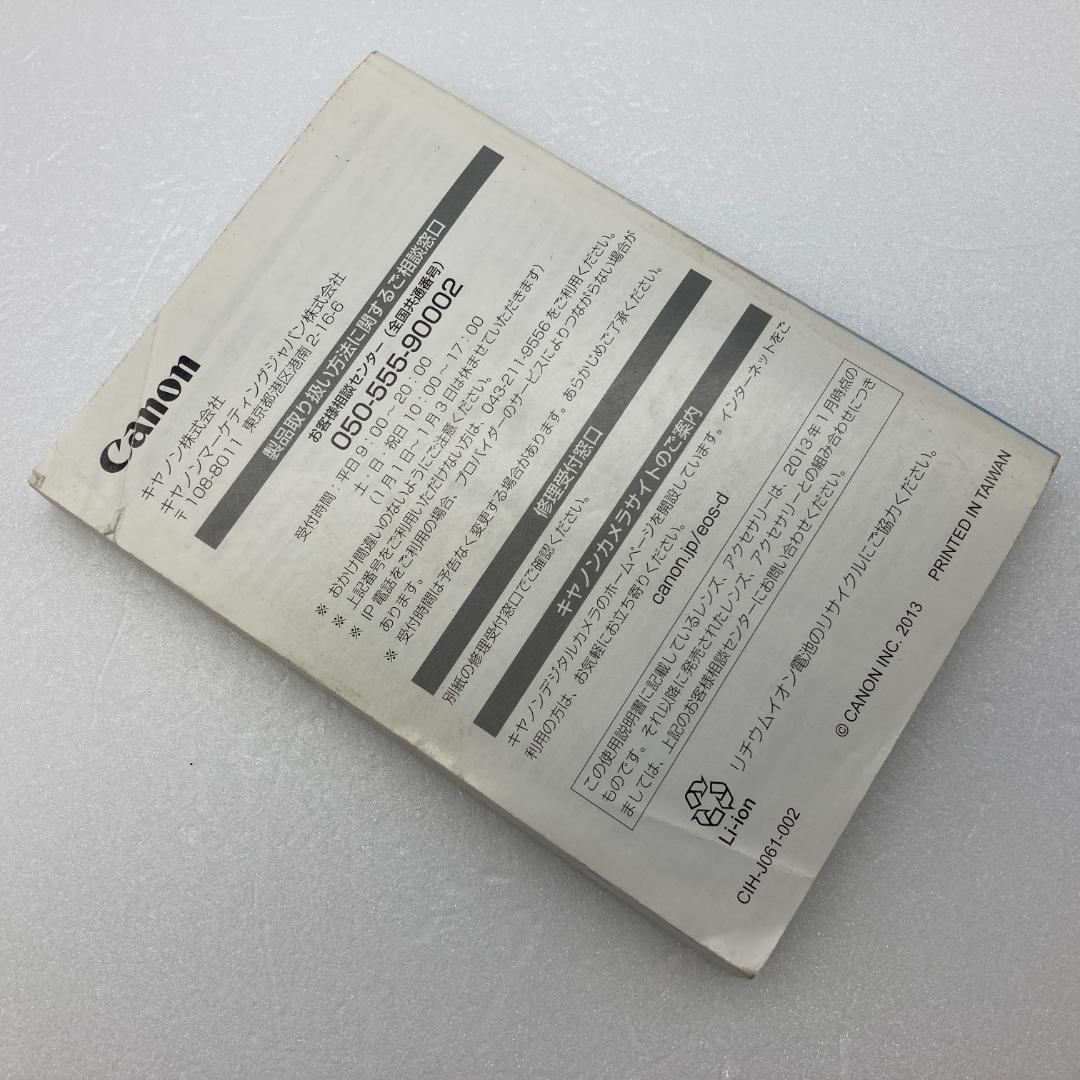 Canon
キヤノン株式会社
キヤノンマーケティングジャパン株式会社
〒108-8011 東京都港区港南2-16-6
製品取り扱い方法に関するご相談窓口
お客様相談センター (全国共通番号)
050-555-90002
受付時間：平日 9：00～20：00
土・日・祝日 10：00～17：00
(1月1日～1月3日は休ませていただきます)
※ おかけ間違いのないようにご注意ください。
※ 上記番号をご利用いただけない方は、043-211-9556をご利用ください。
※ IP電話をご利用の場合、プロバイダーのサービスによりつながらない場合が
あります。
※ 受付時間は予告なく変更する場合があります。あらかじめご了承ください。
修理受付窓口
別紙の修理受付窓口でご確認ください。
キヤノンカメラサイトのご案内
キヤノンデジタルカメラのホームページを開設しています。インターネットをご
利用の方は、お気軽にお立ち寄りください。
canon.jp/eos-d
この使用説明書に記載しているレンズ、アクセサリーは、2013年1月時点の
ものです。それ以降に発売されたレンズ、アクセサリーとの組み合わせにつき
ましては、上記のお客様相談センターにお問い合わせください。
Li-ion
リチウムイオン電池のリサイクルにご協力ください。
CIH-J061-002
© CANON INC. 2013
PRINTED IN TAIWAN